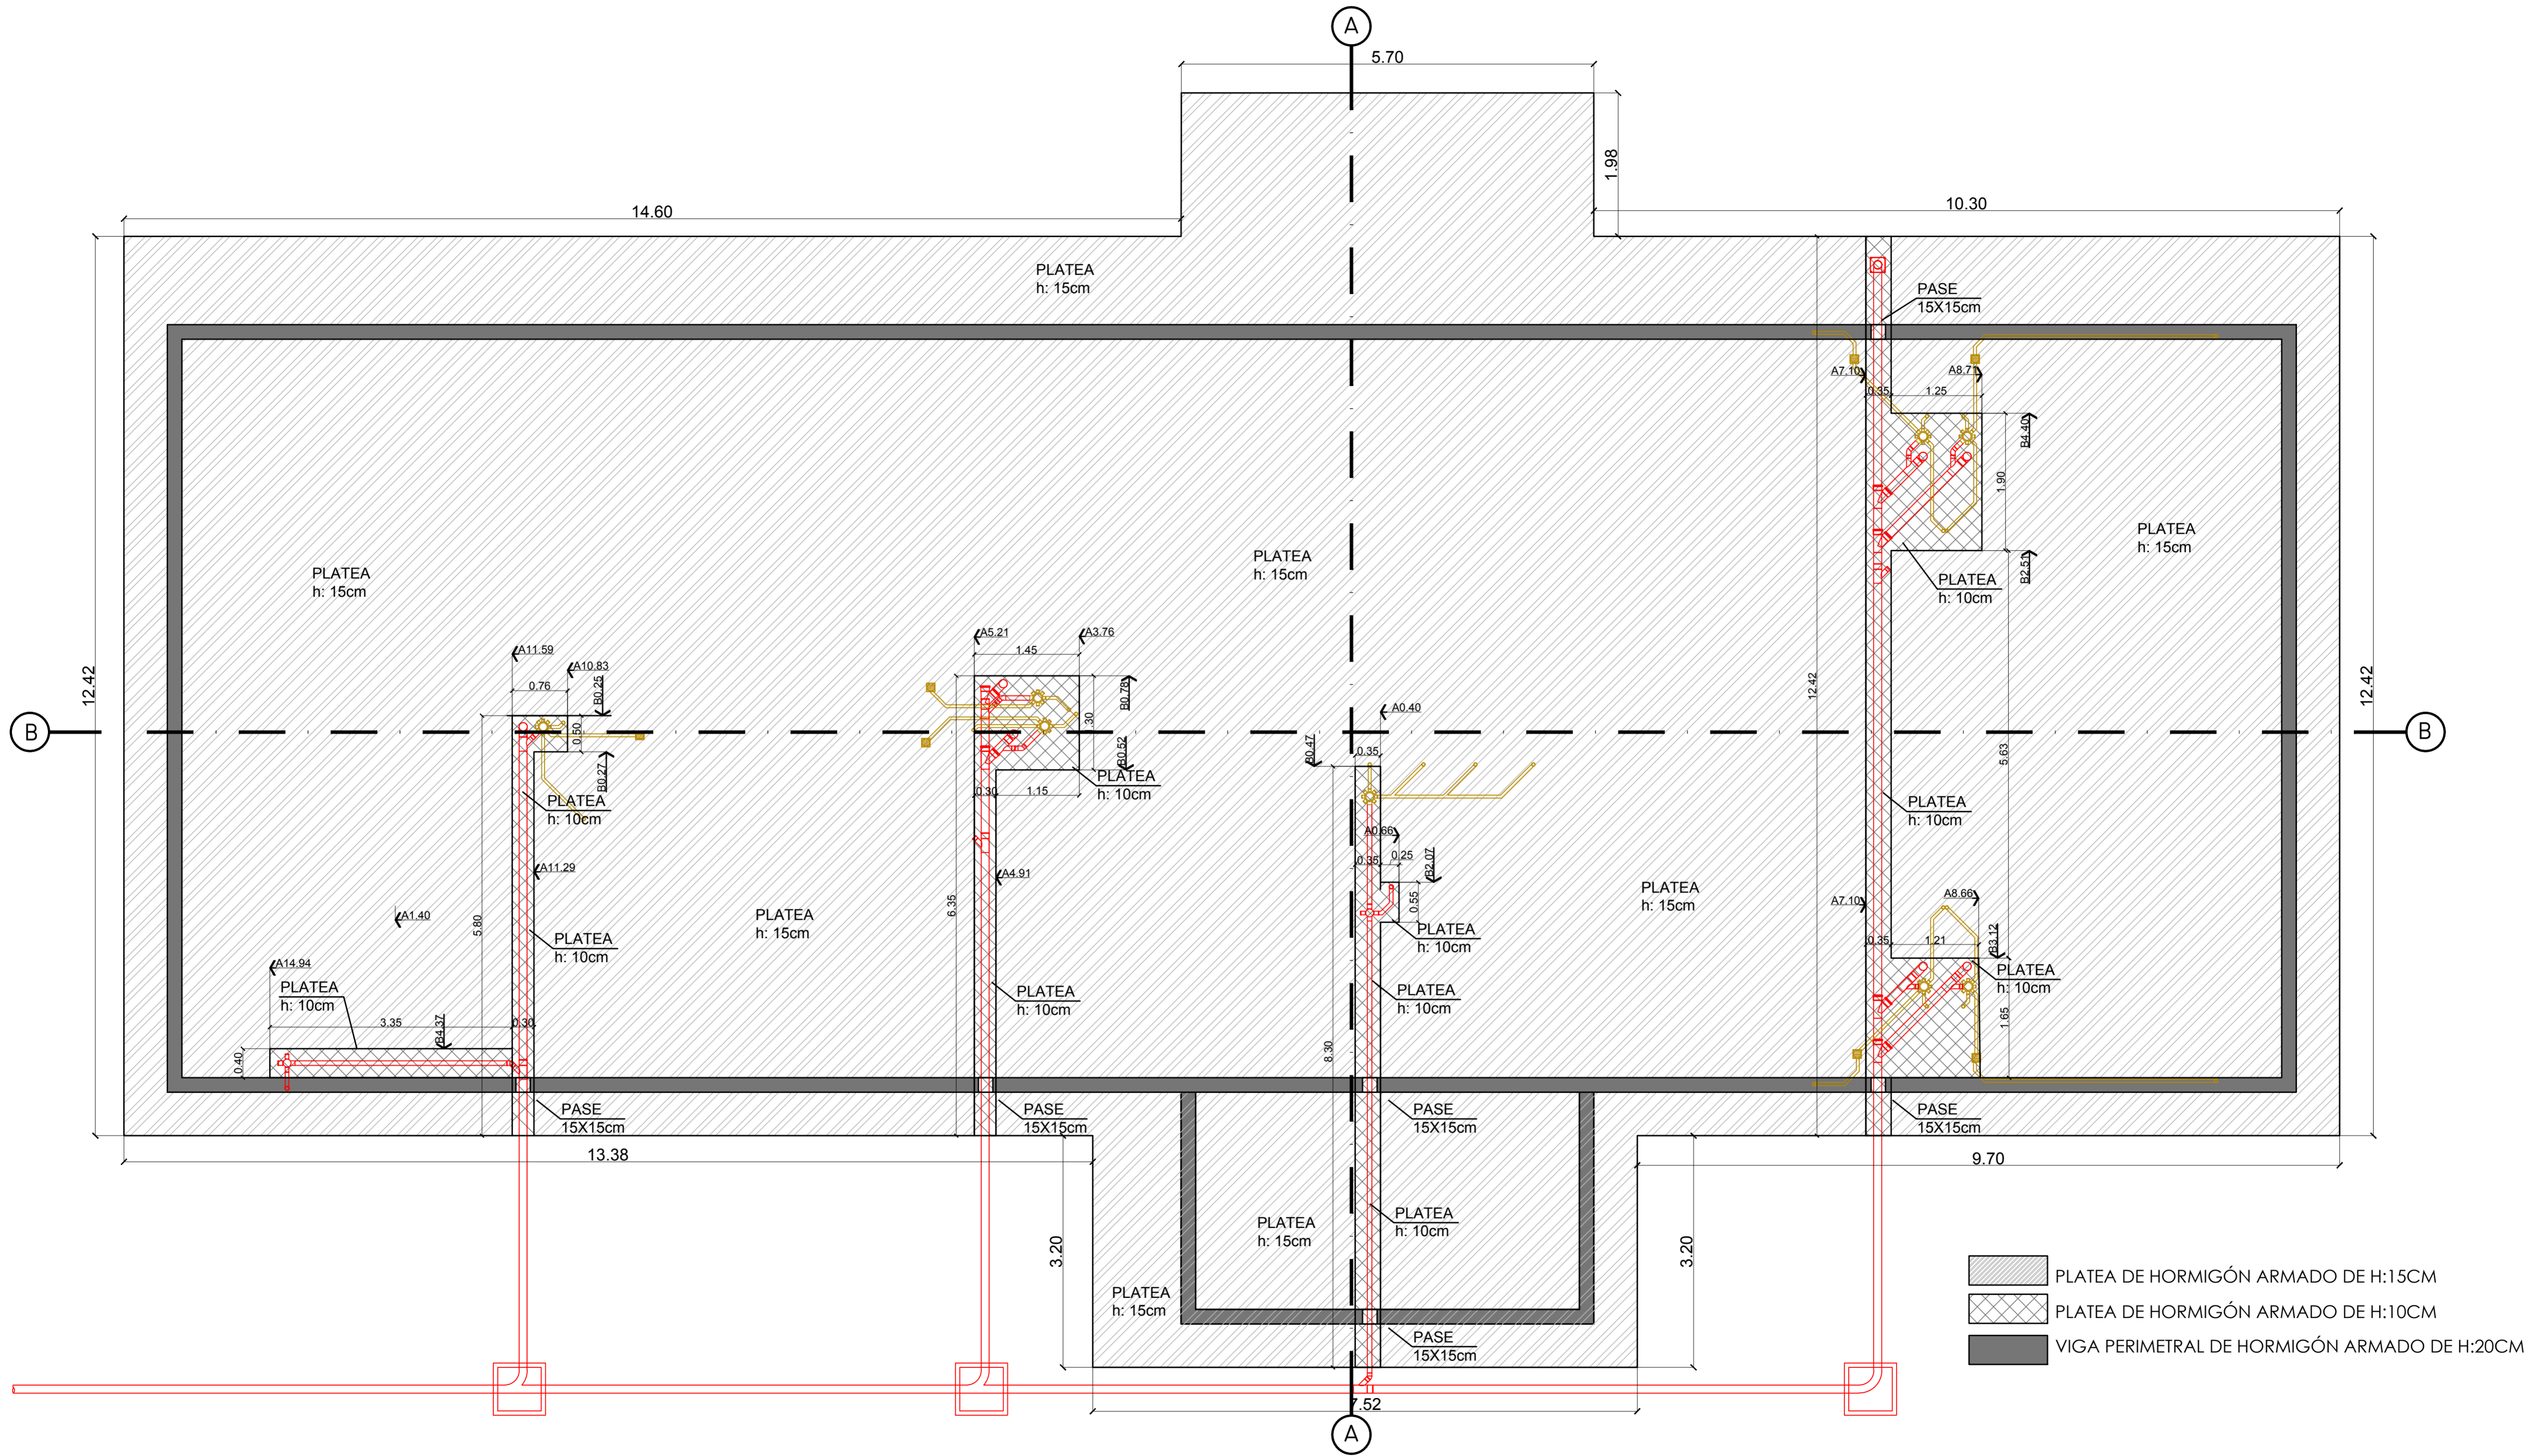 A
5.70
1.98
14.60
10.30
PLATEA
h: 15cm
PASE
15X15cm
A7.10
A8.71
0.35
1.25
B4.40
1.90
PLATEA
h: 15cm
PLATEA
h: 15cm
PLATEA
h: 15cm
B2.51
PLATEA
h: 10cm
A11.59
A10.83
0.76
B0.25
0.50
B0.27
A5.21
A3.76
1.45
B0.78
.30
B0.52
12.42
12.42
12.42
A0.40
B
B
B0.47
0.35
5.63
PLATEA
h: 10cm
0.30
1.15
PLATEA
h: 10cm
PLATEA
h: 10cm
A0.66
0.35
0.25
B2.07
0.55
A11.29
A4.91
A8.66
A7.10
PLATEA
h: 15cm
A1.40
5.80
PLATEA
h: 15cm
6.35
PLATEA
h: 10cm
PLATEA
h: 10cm
0.35
1.21
B3.12
A14.94
PLATEA
h: 10cm
PLATEA
h: 10cm
PLATEA
h: 10cm
PLATEA
h: 10cm
3.35
B4.37
0.30
0.40
8.30
1.65
PASE
15X15cm
PASE
15X15cm
PASE
15X15cm
PASE
15X15cm
13.38
9.70
3.20
PLATEA
h: 15cm
PLATEA
h: 10cm
3.20
PLATEA
h: 15cm
PASE
15X15cm
PLATEA DE HORMIGÓN ARMADO DE H:15CM
PLATEA DE HORMIGÓN ARMADO DE H:10CM
VIGA PERIMETRAL DE HORMIGÓN ARMADO DE H:20CM
7.52
A